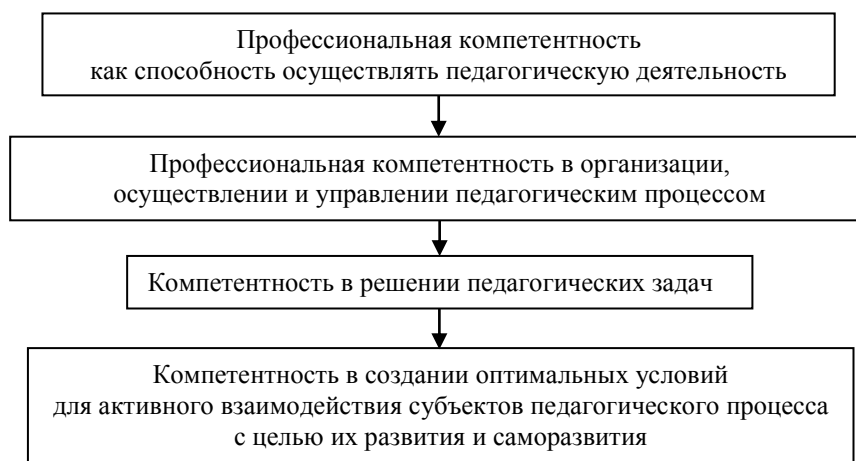 Профессиональная компетентность
как способность осуществлять педагогическую деятельность
Профессиональная компетентность в организации,
осуществлении и управлении педагогическим процессом
Компетентность в решении педагогических задач
Компетентность в создании оптимальных условий
для активного взаимодействия субъектов педагогического процесса
с целью их развития и саморазвития